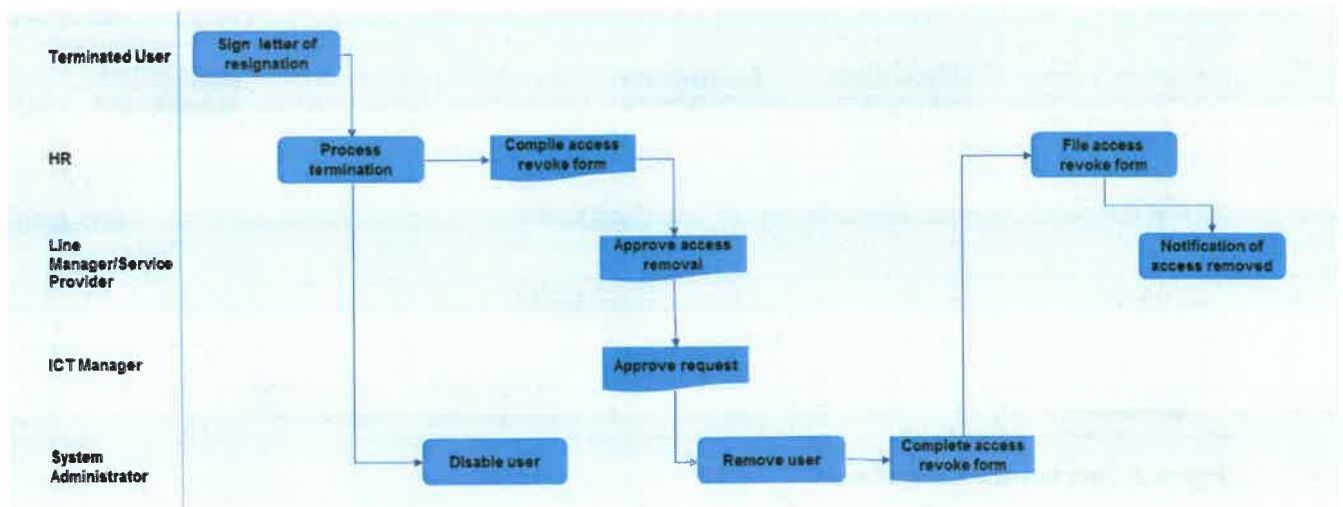 Terminated User
Sign letter of
resignation
HR
Process
termination
Compile access
revoke form
File access
revoke form
Line
Manager/Service
Provider
Approve access
removal
Notification of
access removed
ICT Manager
Approve request
System
Administrator
Disable user
Remove user
Complete access
revoke form